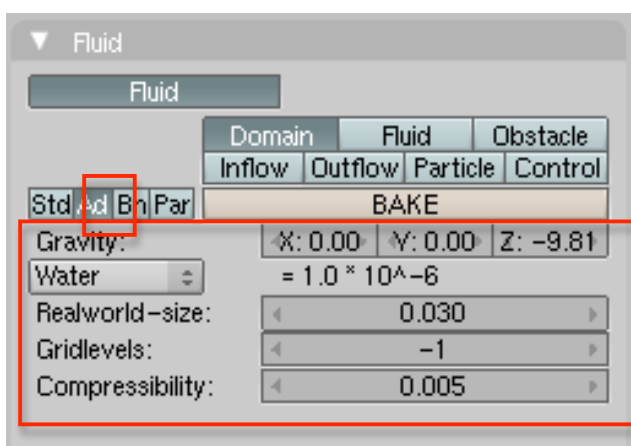 Fluid
Fluid
Domain Fluid Obstacle
Inflow Outflow Particle Control
Std Ad Bn Par BAKE
Gravity: X: 0.00 Y: 0.00 Z: -9.81
Water = 1.0 * 10^-6
Realworld-size: 0.030
Gridlevels: -1
Compressibility: 0.005